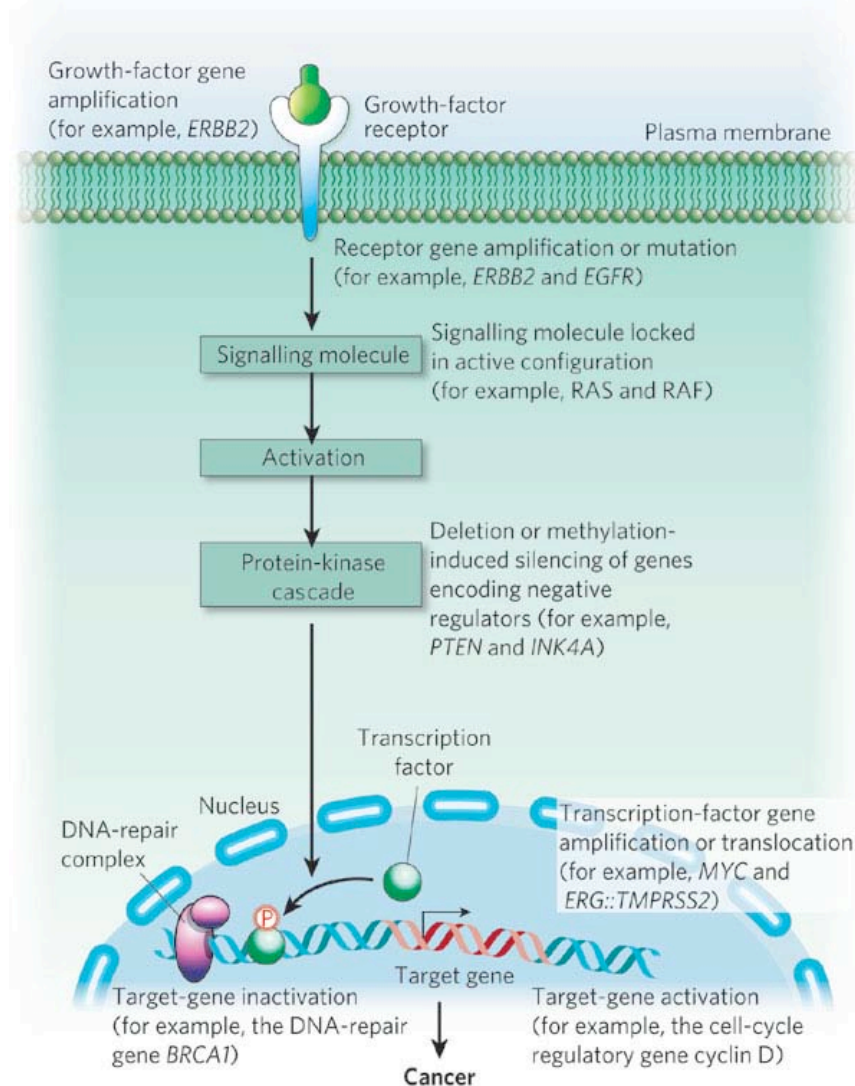 Growth-factor gene
amplification
(for example, ERBB2)
Growth-factor
receptor
Plasma membrane
Receptor gene amplification or mutation
(for example, ERBB2 and EGFR)
Signalling molecule
Signalling molecule locked
in active configuration
(for example, RAS and RAF)
Activation
Protein-kinase
cascade
Deletion or methylation-
induced silencing of genes
encoding negative
regulators (for example,
PTEN and INK4A)
Transcription
factor
Nucleus
DNA-repair
complex
Transcription-factor gene
amplification or translocation
(for example, MYC and
ERG::TMPRSS2)
P
Target gene
Target-gene inactivation
(for example, the DNA-repair
gene BRCA1)
Target-gene activation
(for example, the cell-cycle
regulatory gene cyclin D)
Cancer